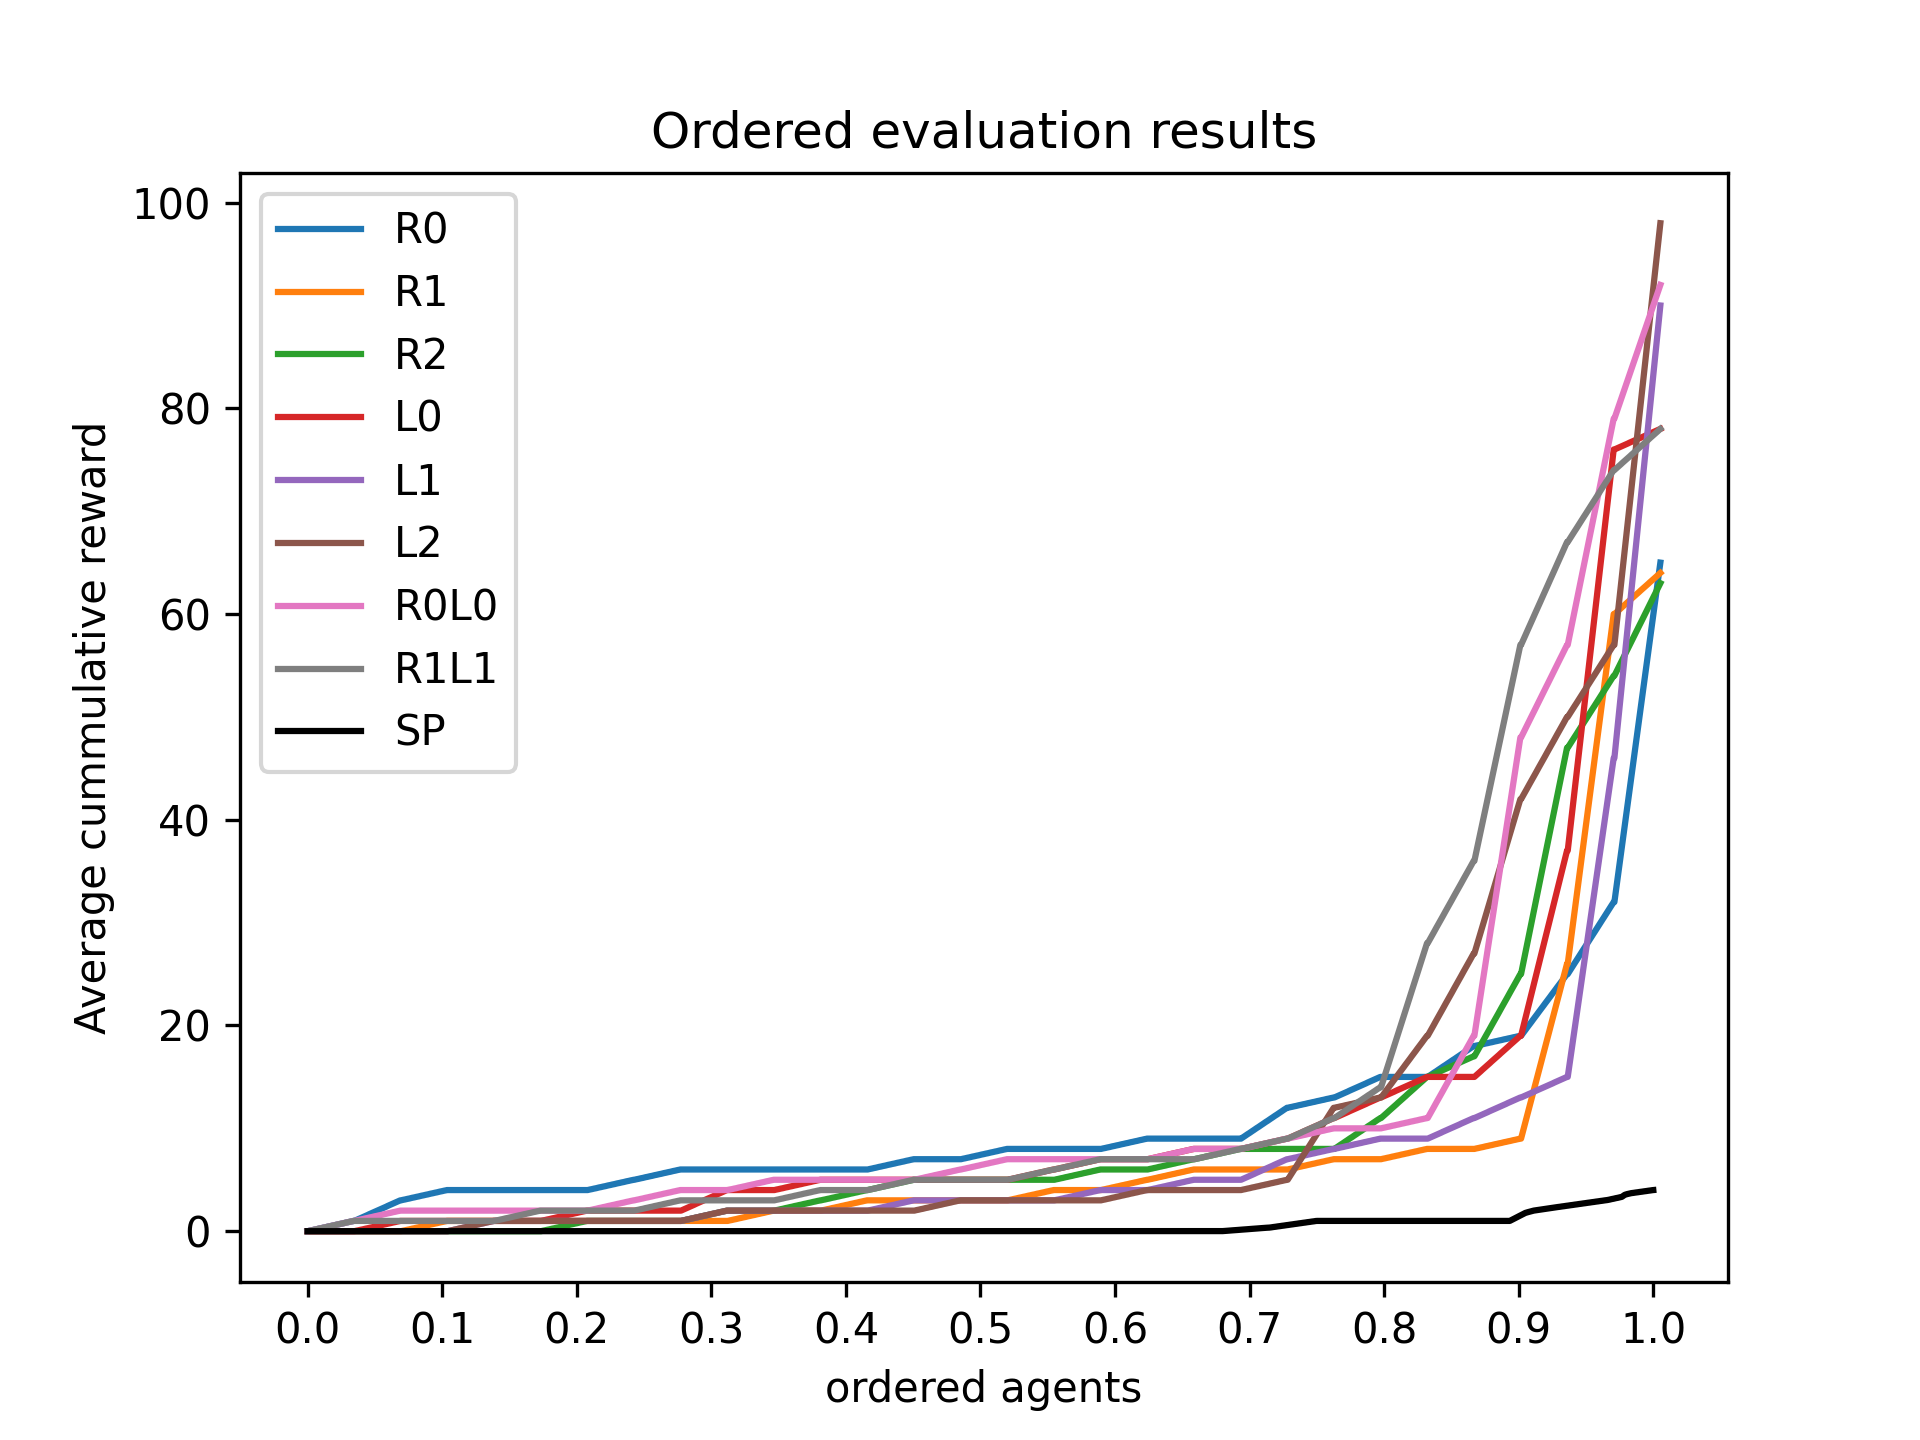 Ordered evaluation results
Average cummulative reward
100
80
60
40
20
0
R0
R1
R2
L0
L1
L2
R0L0
R1L1
SP
0.0 0.1 0.2 0.3 0.4 0.5 0.6 0.7 0.8 0.9 1.0
ordered agents